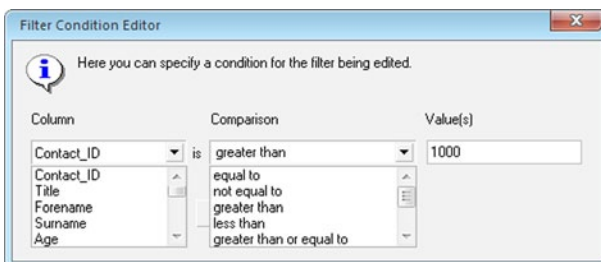 Filter Condition Editor
Here you can specify a condition for the filter being edited.
Column Comparison Value(s)
Contact_ID is greater than 1000
Contact_ID equal to
Title not equal to
Forename greater than
Surname less than
Age greater than or equal to